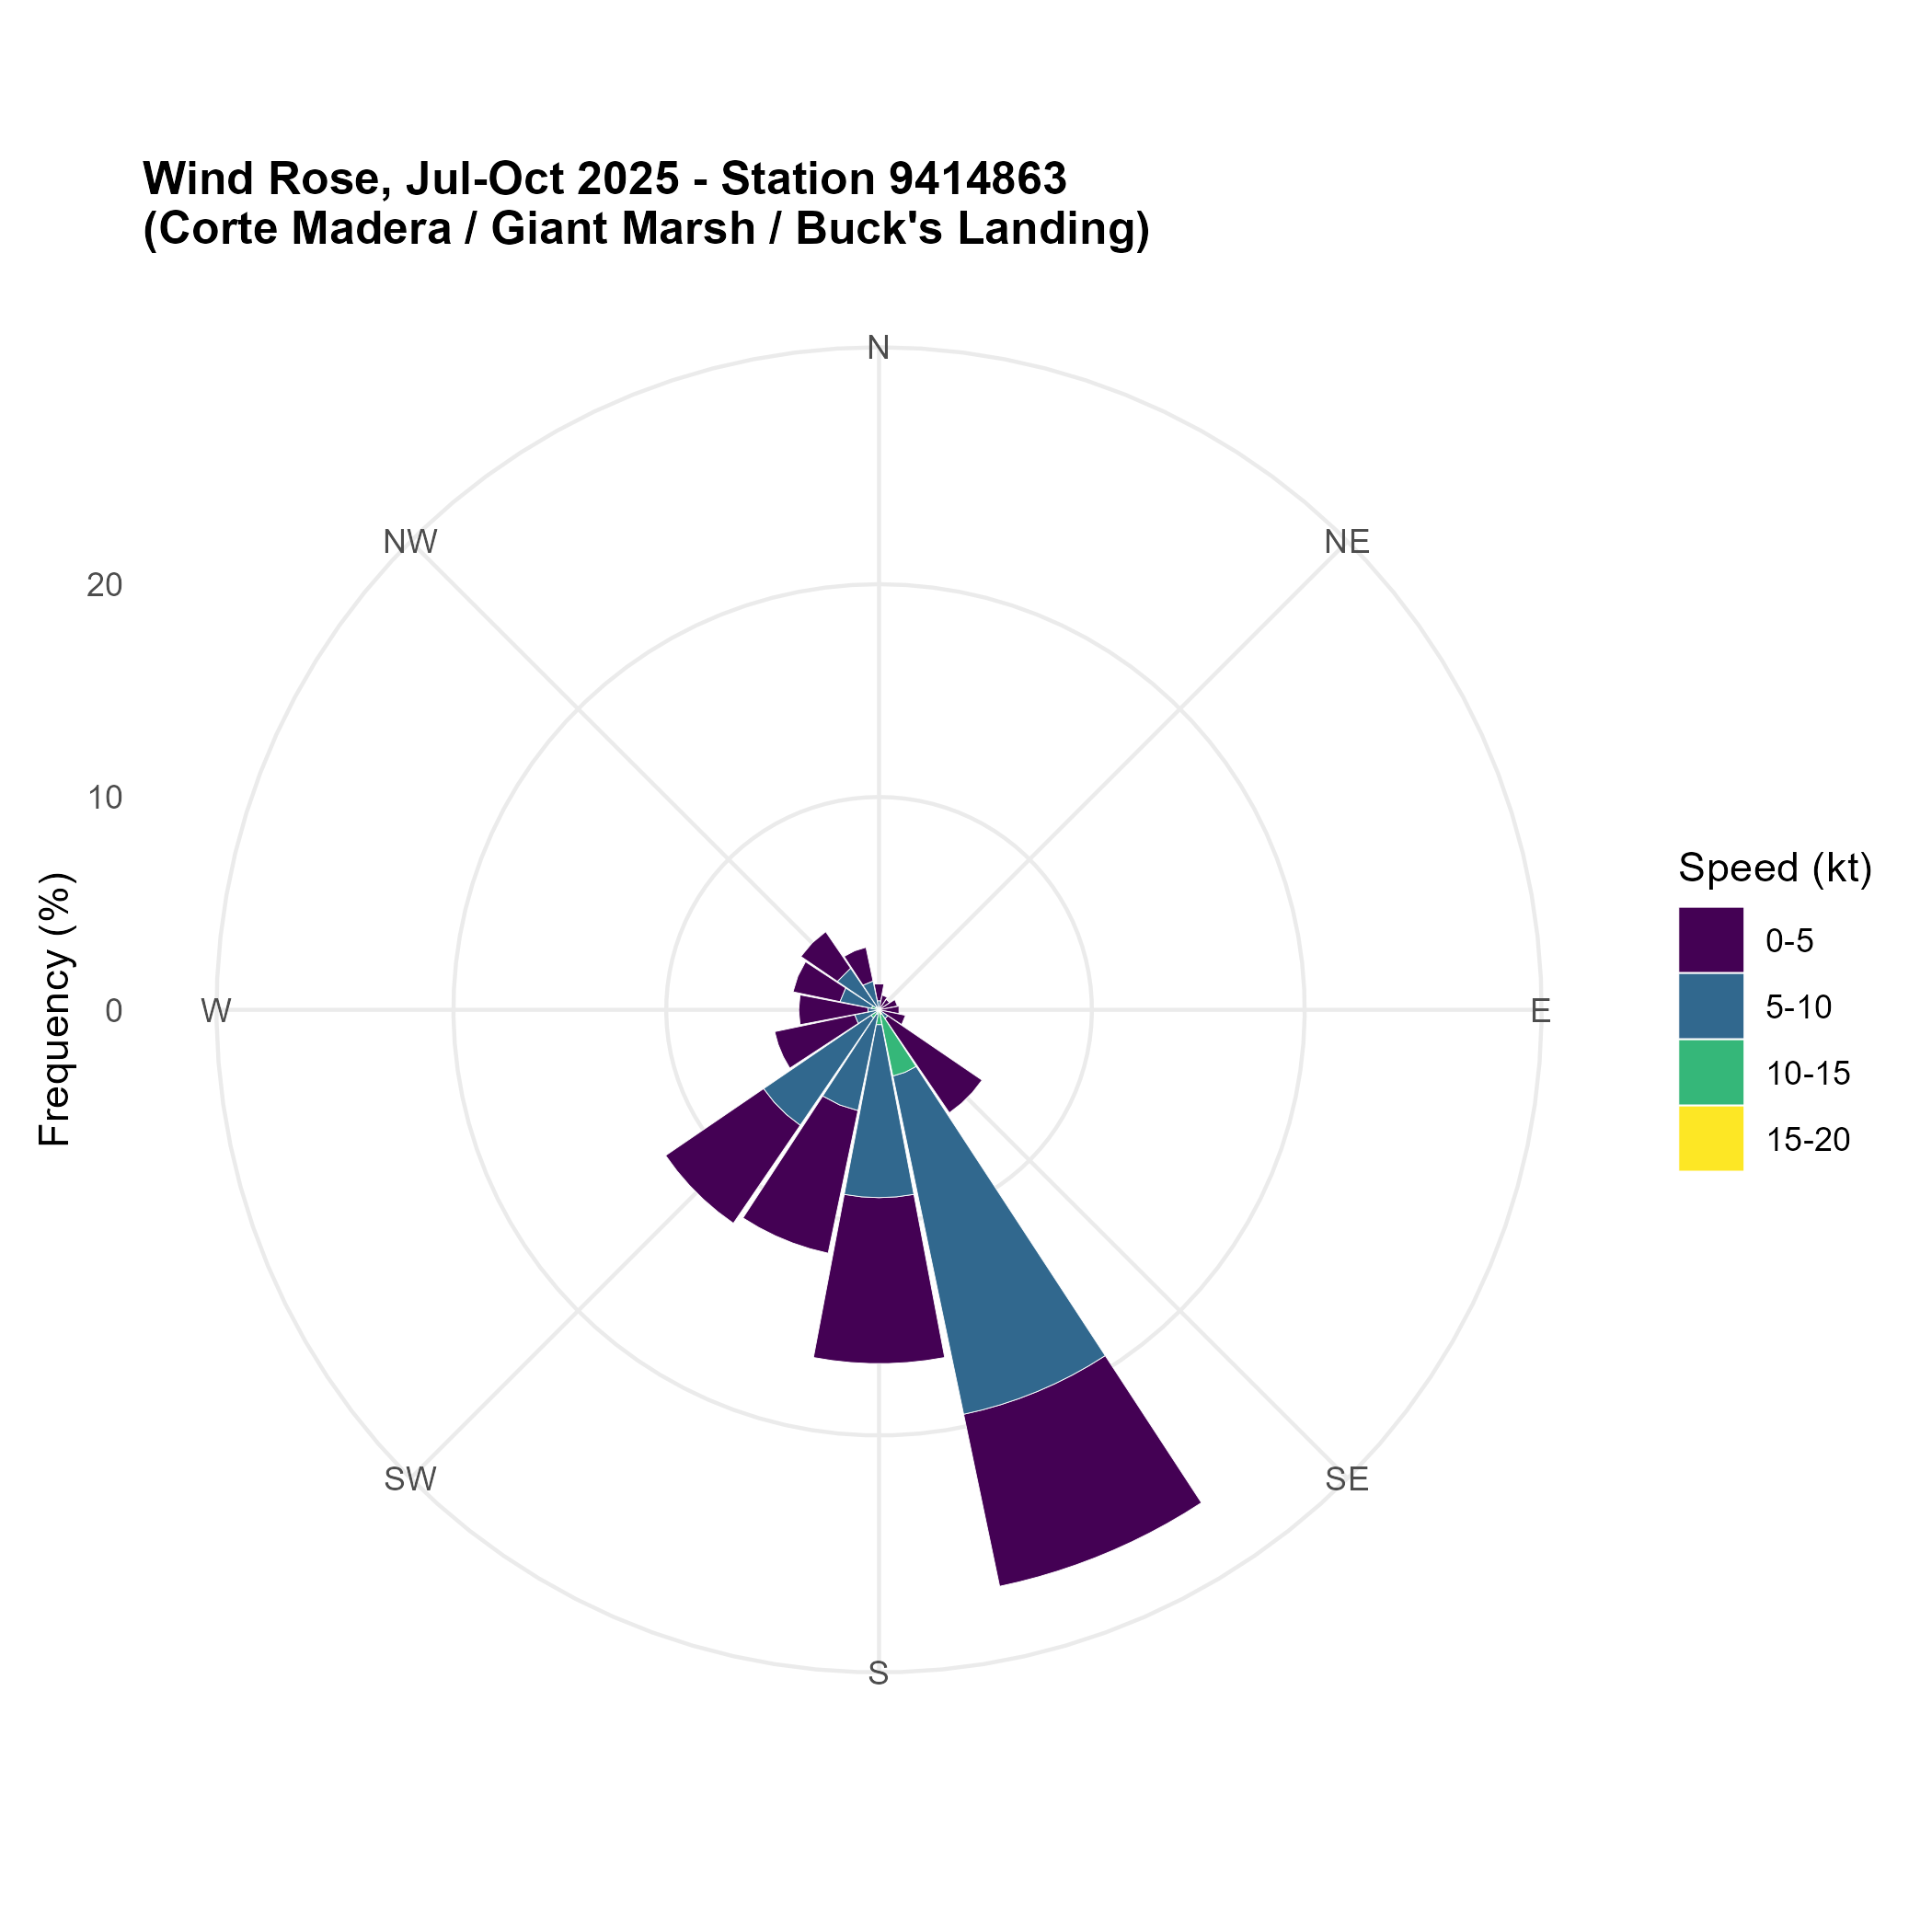 Wind Rose, Jul-Oct 2025 - Station 9414863
(Corte Madera / Giant Marsh / Buck's Landing)
N
NW
NE
20
10
Frequency (%)
0
W
E
SW
SE
S
Speed (kt)
0-5
5-10
10-15
15-20